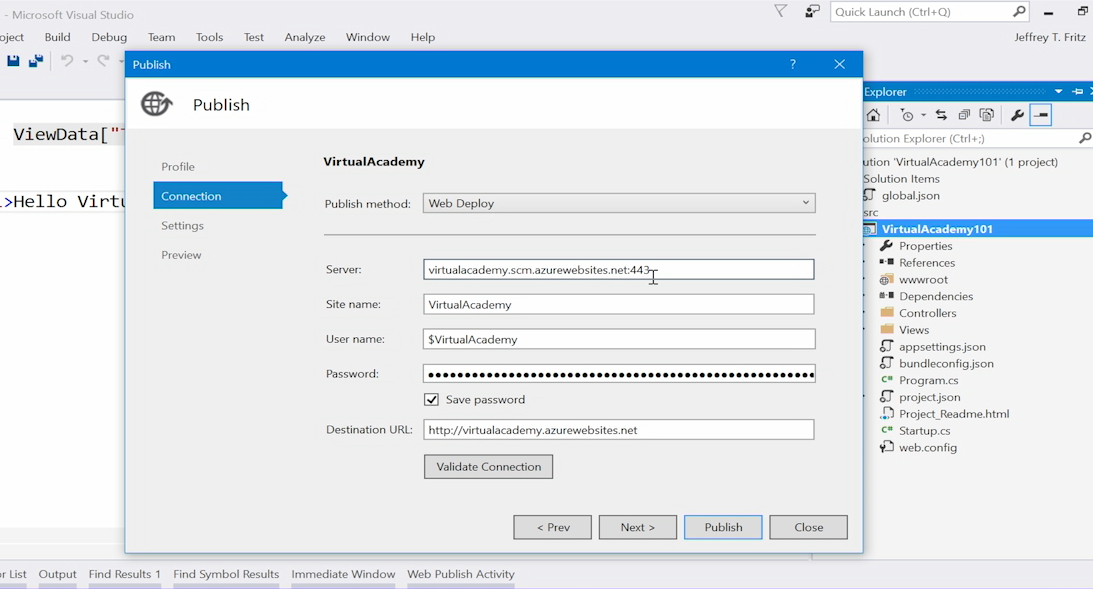 - Microsoft Visual Studio
Quick Launch (Ctrl+Q)
oject Build Debug Team Tools Test Analyze Window Help
Jeffrey T. Fritz
Publish
?
Publish
Profile
Connection
Settings
Preview
VirtualAcademy
Publish method: Web Deploy
Server: virtualacademy.scm.azurewebsites.net:443
Site name: VirtualAcademy
User name: $VirtualAcademy
Password:
Save password
Destination URL: http://virtualacademy.azurewebsites.net
Validate Connection
< Prev Next > Publish Close
ViewData["T
l>Hello Virtu
Explorer
olution Explorer (Ctrl+;)
ution 'VirtualAcademy101' (1 project)
Solution Items
global.json
src
VirtualAcademy101
Properties
References
wwwroot
Dependencies
Controllers
Views
appsettings.json
bundleconfig.json
C# Program.cs
project.json
Project_Readme.html
C# Startup.cs
web.config
or List Output Find Results 1 Find Symbol Results Immediate Window Web Publish Activity